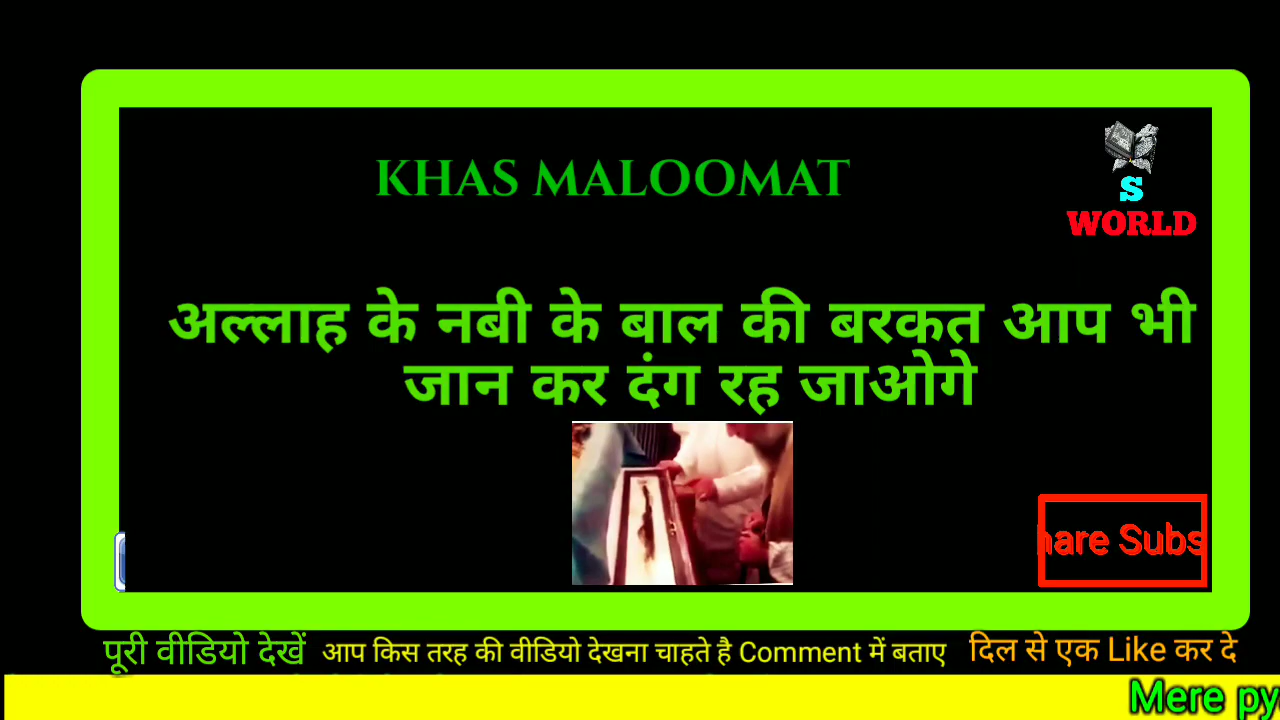 KHAS MALOOMAT
S
WORLD
अल्लाह के नबी के बाल की बरकत आप भी
जान कर दंग रह जाओगे
hare Subs
पूरी वीडियो देखें
आप किस तरह की वीडियो देखना चाहते है Comment में बताए
दिल से एक Like कर दे
Mere py